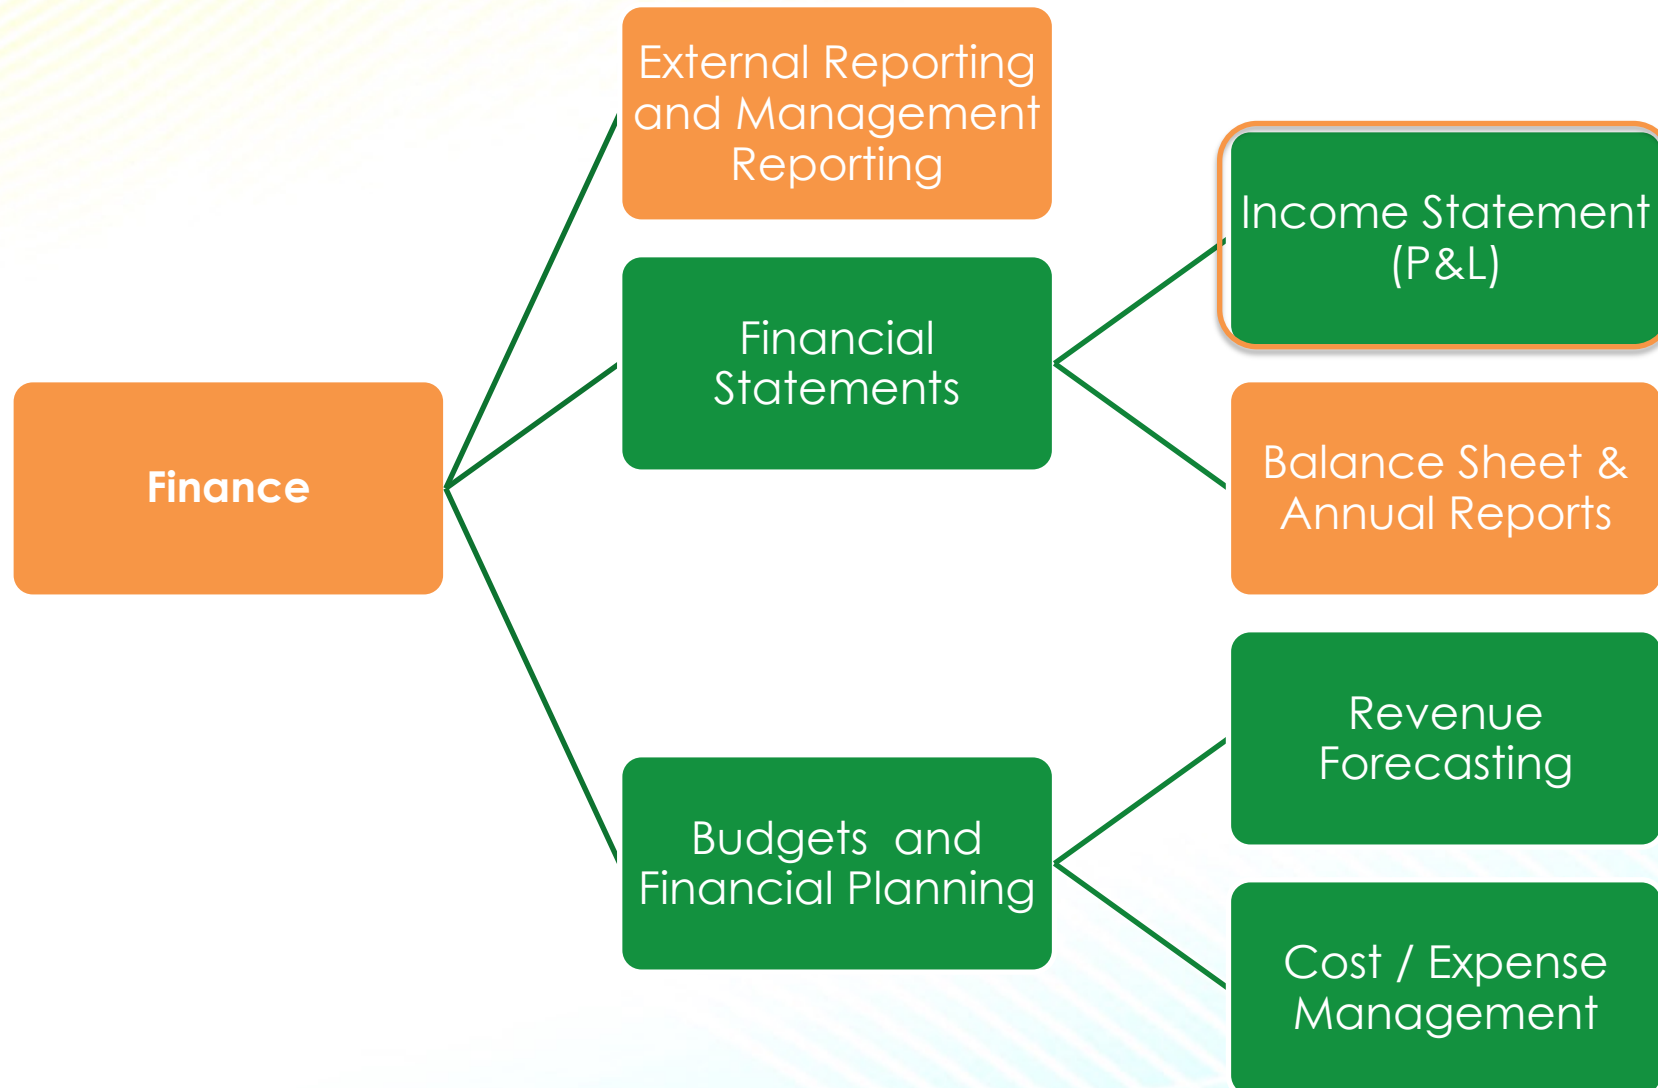 Finance
External Reporting
and Management
Reporting
Financial
Statements
Income Statement
(P&L)
Balance Sheet &
Annual Reports
Budgets  and
Financial Planning
Revenue
Forecasting
Cost / Expense
Management